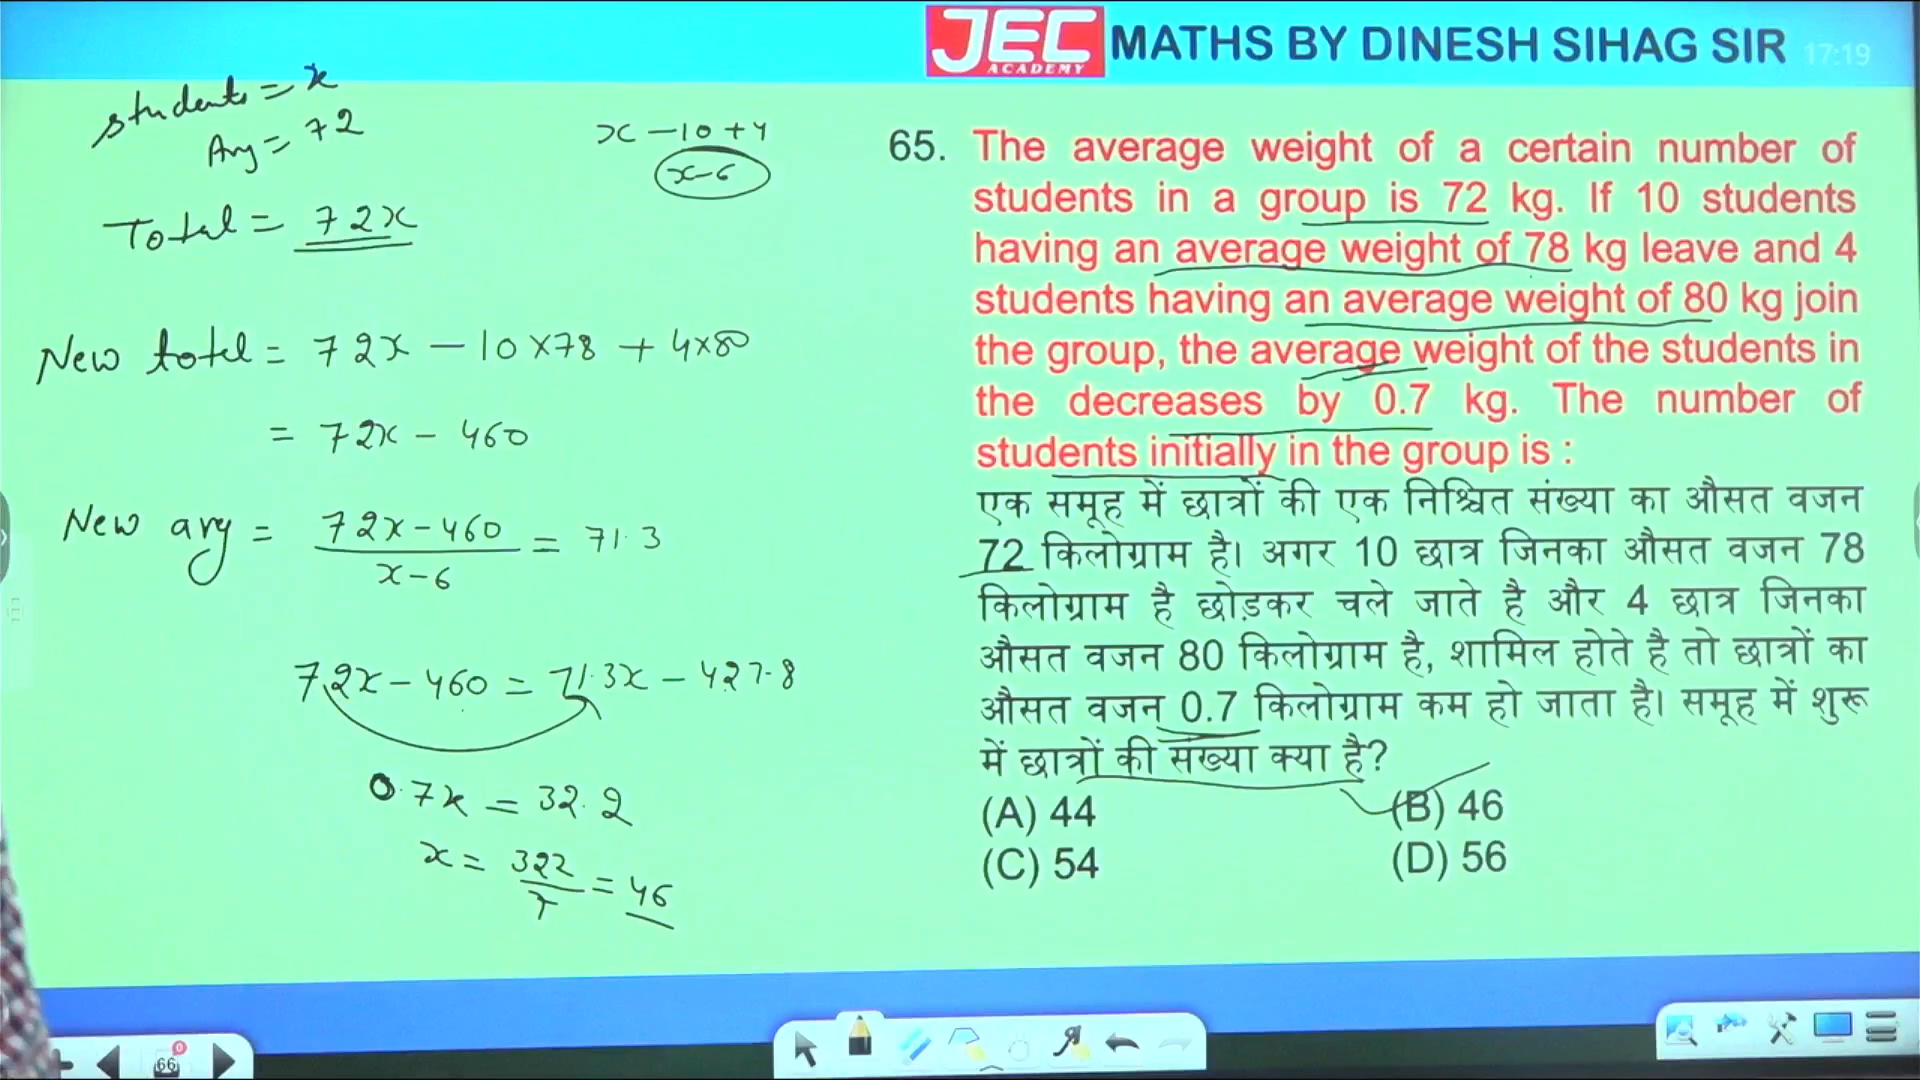 JEC ACADEMY MATHS BY DINESH SIHAG SIR 17:19
students = x
Avg = 72
Total = 72x
x - 10 + 4
x-6
New total = 72x - 10 x 78 + 4x80
= 72x - 460
New avg = 72x - 460 / x - 6 = 71.3
72x - 460 = 71.3x - 427.8
0.7x = 32.2
x = 322 / 7 = 46
65. The average weight of a certain number of
students in a group is 72 kg. If 10 students
having an average weight of 78 kg leave and 4
students having an average weight of 80 kg join
the group, the average weight of the students in
the decreases by 0.7 kg. The number of
students initially in the group is :
एक समूह में छात्रों की एक निश्चित संख्या का औसत वजन
72 किलोग्राम है। अगर 10 छात्र जिनका औसत वजन 78
किलोग्राम है छोड़कर चले जाते है और 4 छात्र जिनका
औसत वजन 80 किलोग्राम है, शामिल होते है तो छात्रों का
औसत वजन 0.7 किलोग्राम कम हो जाता है। समूह में शुरू
में छात्रों की संख्या क्या है?
(A) 44 (B) 46
(C) 54 (D) 56
66 0